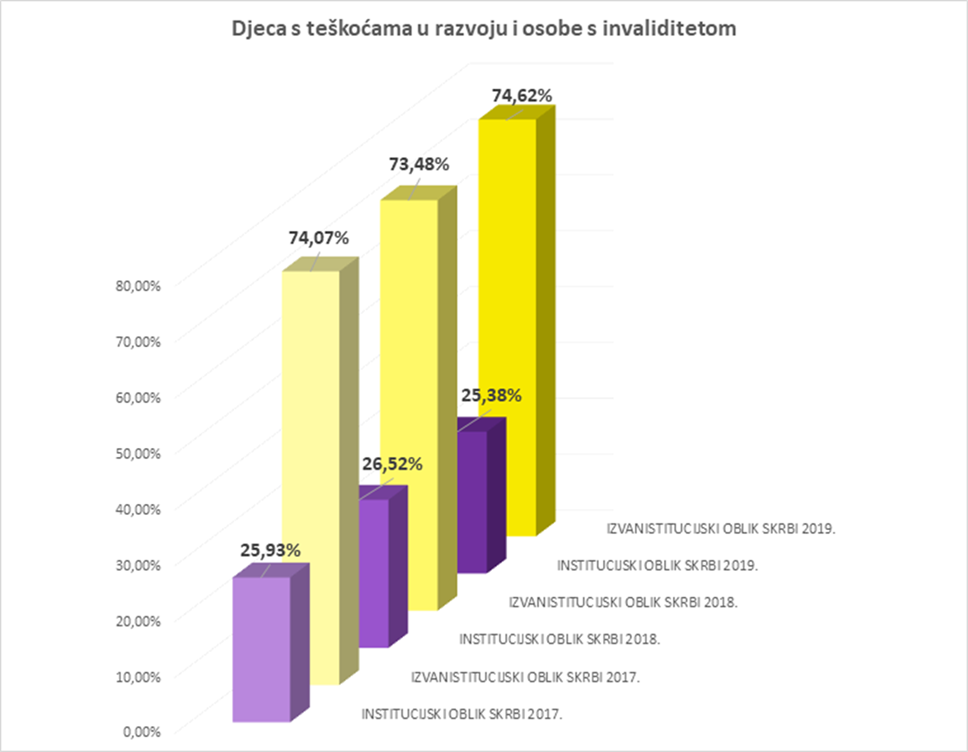 Djeca s teškoćama u razvoju i osobe s invaliditetom
74,62%
73,48%
74,07%
80,00%
70,00%
60,00%
25,38%
50,00%
26,52%
40,00%
IZVANISTITUCIJSKI OBLIK SKRBI 2019.
25,93%
30,00%
INSTITUCIJSKI OBLIK SKRBI 2019.
IZVANISTITUCIJSKI OBLIK SKRBI 2018.
20,00%
INSTITUCIJSKI OBLIK SKRBI 2018.
10,00%
IZVANISTITUCIJSKI OBLIK SKRBI 2017.
INSTITUCIJSKI OBLIK SKRBI 2017.
0,00%